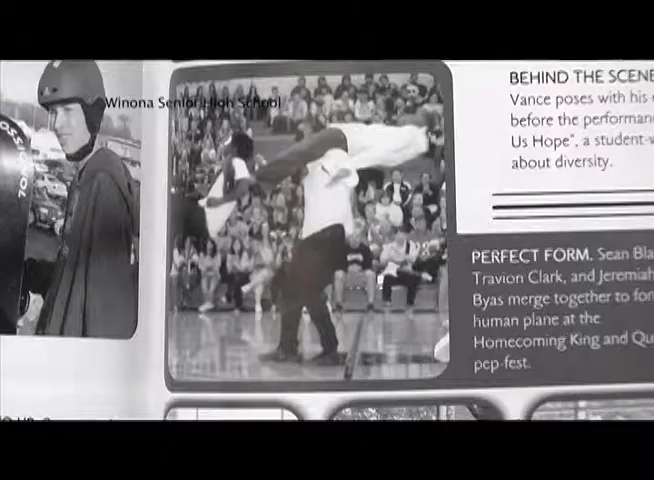 Winona Senior High School
BEHIND THE SCENE
Vance poses with his
before the performan
Us Hope", a student-w
about diversity.
PERFECT FORM. Sean Bla
Travion Clark, and Jeremiah
Byas merge together to for
human plane at the
Homecoming King and Qu
pep-fest.